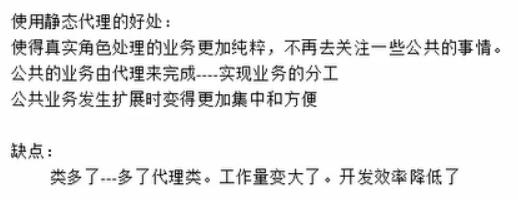 使用静态代理的好处：
使得真实角色处理的业务更加纯粹，不再去关注一些公共的事情。
公共的业务由代理来完成----实现业务的分工
公共业务发生扩展时变得更加集中和方便
缺点：
类多了---多了代理类。工作量变大了。开发效率降低了